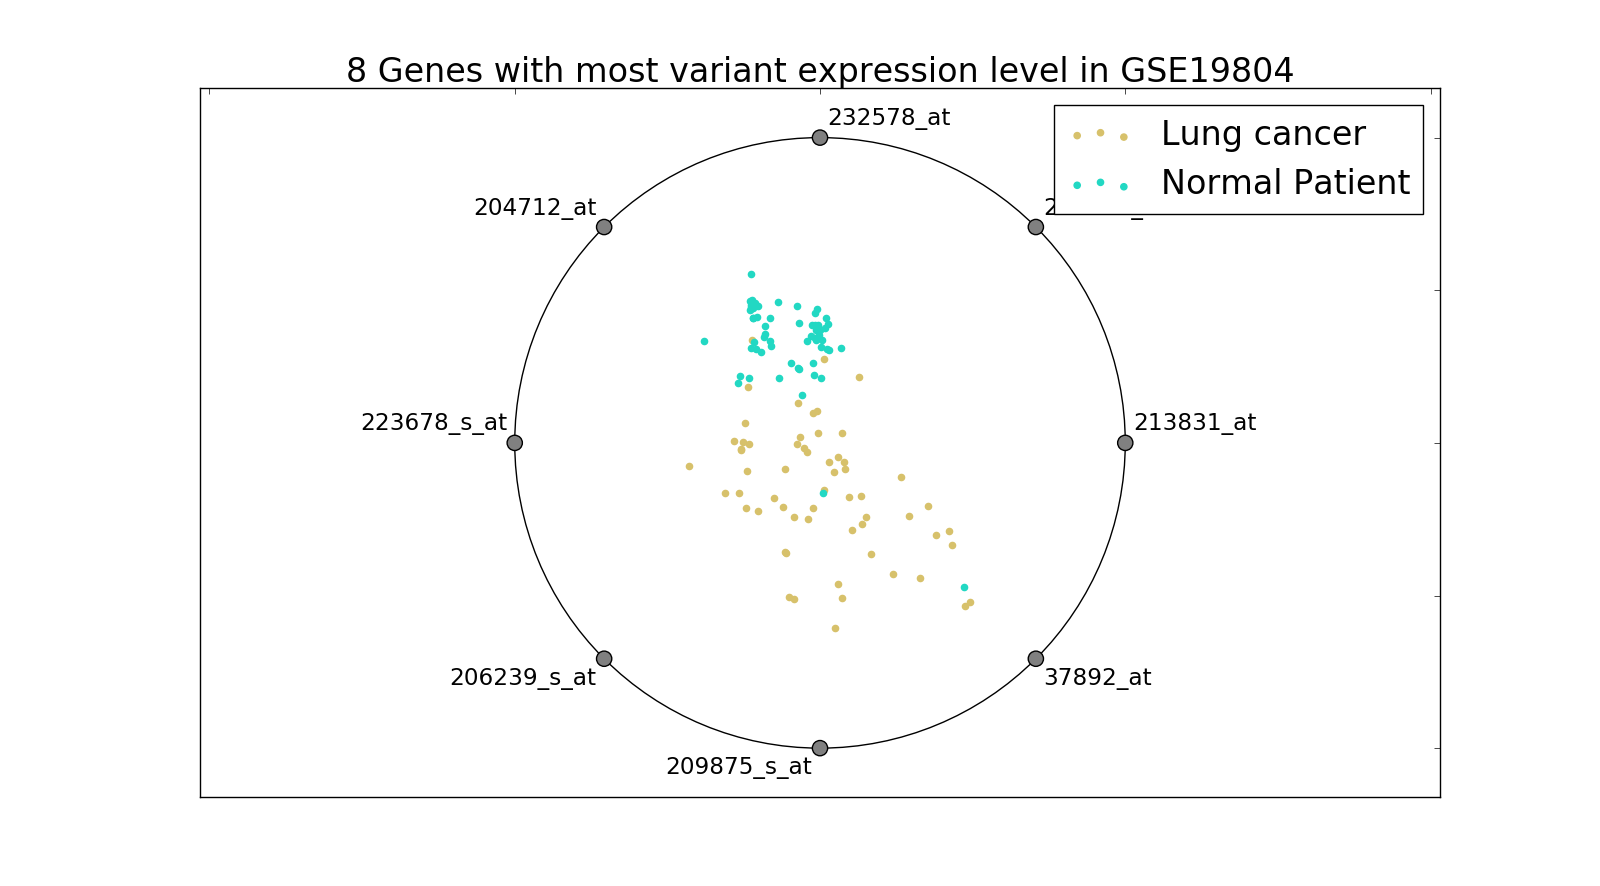 8 Genes with most variant expression level in GSE19804
232578_at
Lung cancer
Normal Patient
204712_at
223678_s_at
213831_at
206239_s_at
37892_at
209875_s_at